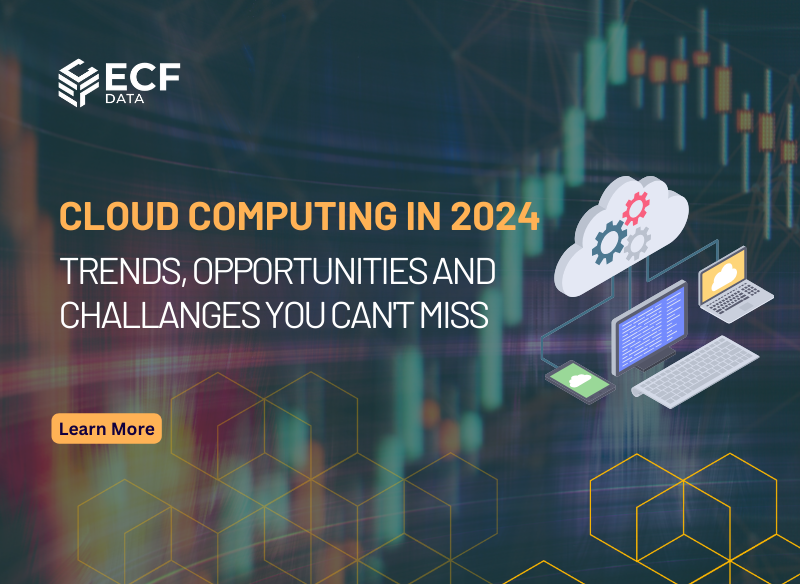 ECF
DATA
CLOUD COMPUTING IN 2024
TRENDS, OPPORTUNITIES AND
CHALLANGES YOU CAN'T MISS
Learn More